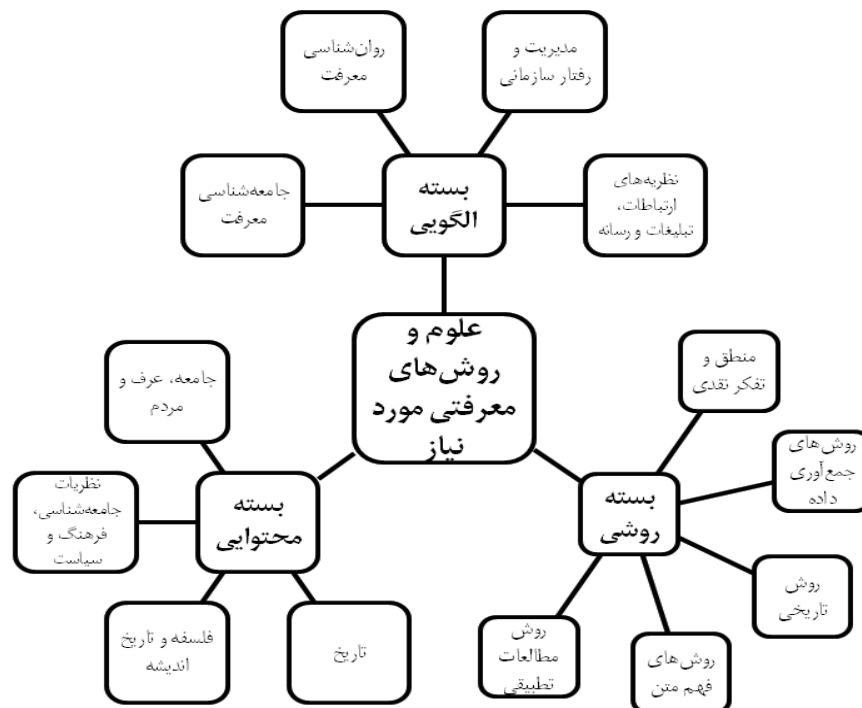 روان‌شناسی
معرفت
مدیریت و
رفتار سازمانی
جامعه‌شناسی
معرفت
بسته
الگویی
نظریه‌های
ارتباطات،
تبلیغات و رسانه
علوم و
روش‌های
معرفتی مورد
نیاز
جامعه، عرف و
مردم
نظریات
جامعه‌شناسی،
فرهنگ و
سیاست
بسته
محتوایی
فلسفه و تاریخ
اندیشه
تاریخ
منطق و
تفکر نقدی
روش‌های
جمع‌آوری
داده
بسته
روشی
روش
تاریخی
روش‌های
فهم متن
روش
مطالعات
تطبیقی